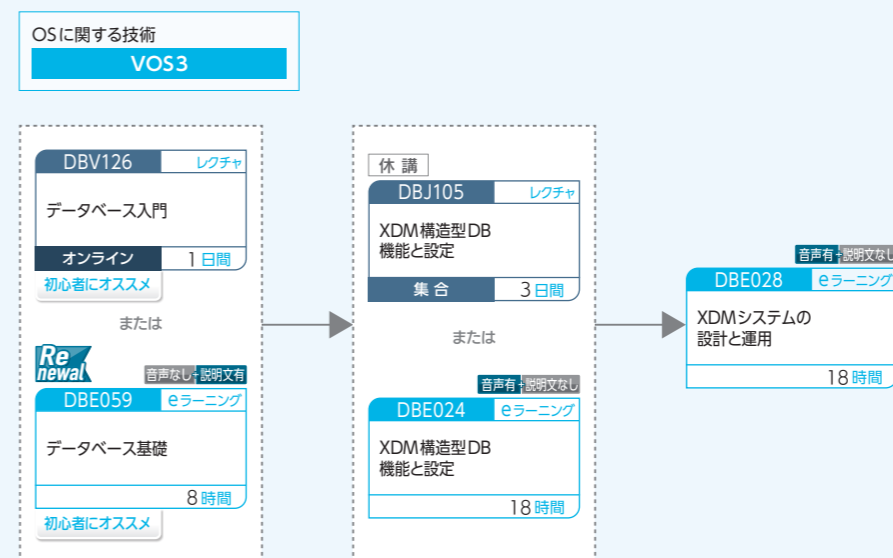 OSに関する技術
VOS3
DBV126 レクチャ
データベース入門
オンライン 1日間
初心者にオススメ
または
Re
newal
音声なし 説明文有
DBE059 eラーニング
データベース基礎
8時間
初心者にオススメ
休講
DBJ105 レクチャ
XDM構造型DB
機能と設定
集合 3日間
または
音声有 説明文なし
DBE024 eラーニング
XDM構造型DB
機能と設定
18時間
音声有 説明文なし
DBE028 eラーニング
XDMシステムの
設計と運用
18時間